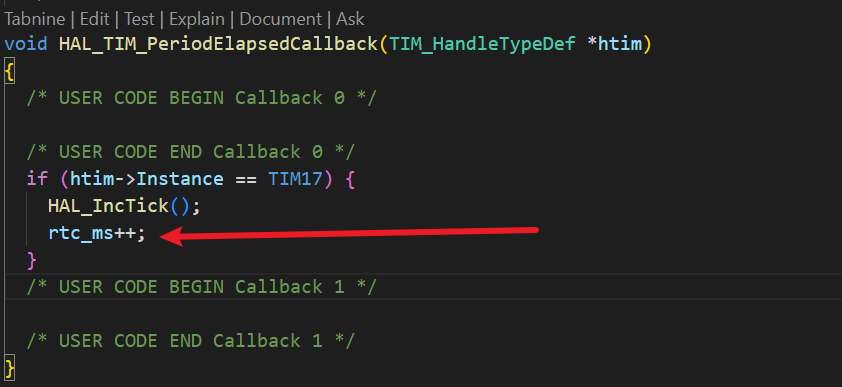 Tabnine | Edit | Test | Explain | Document | Ask
void HAL_TIM_PeriodElapsedCallback(TIM_HandleTypeDef *htim)
{
  /* USER CODE BEGIN Callback 0 */

  /* USER CODE END Callback 0 */
  if (htim->Instance == TIM17) {
    HAL_IncTick();
    rtc_ms++;
  }
  /* USER CODE BEGIN Callback 1 */

  /* USER CODE END Callback 1 */
}